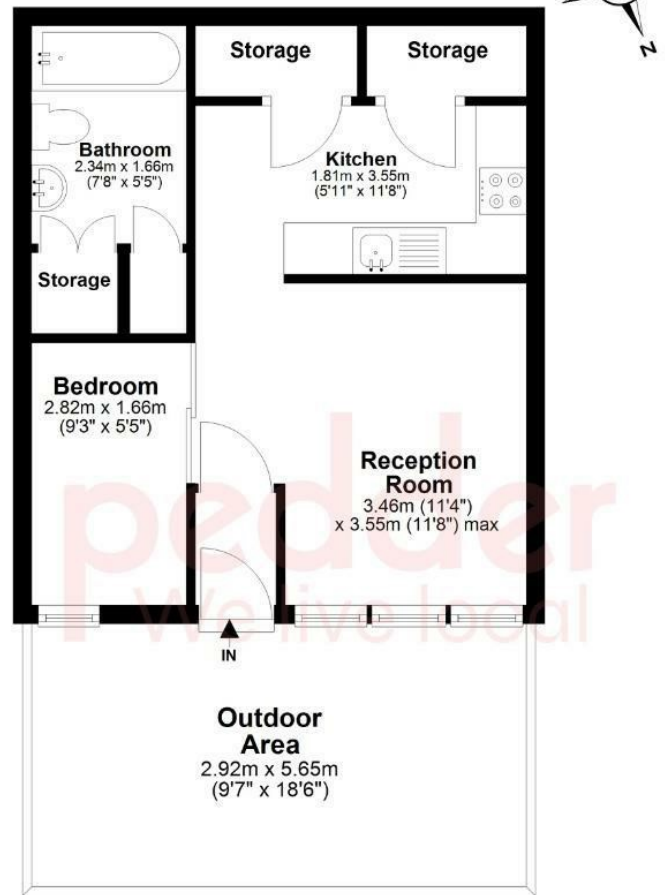 N
Storage
Storage
Bathroom
2.34m x 1.66m
(7'8" x 5'5")
Kitchen
1.81m x 3.55m
(5'11" x 11'8")
Storage
Bedroom
2.82m x 1.66m
(9'3" x 5'5")
Reception
Room
3.46m (11'4")
x 3.55m (11'8") max
pedder
We live local
IN
Outdoor
Area
2.92m x 5.65m
(9'7" x 18'6")